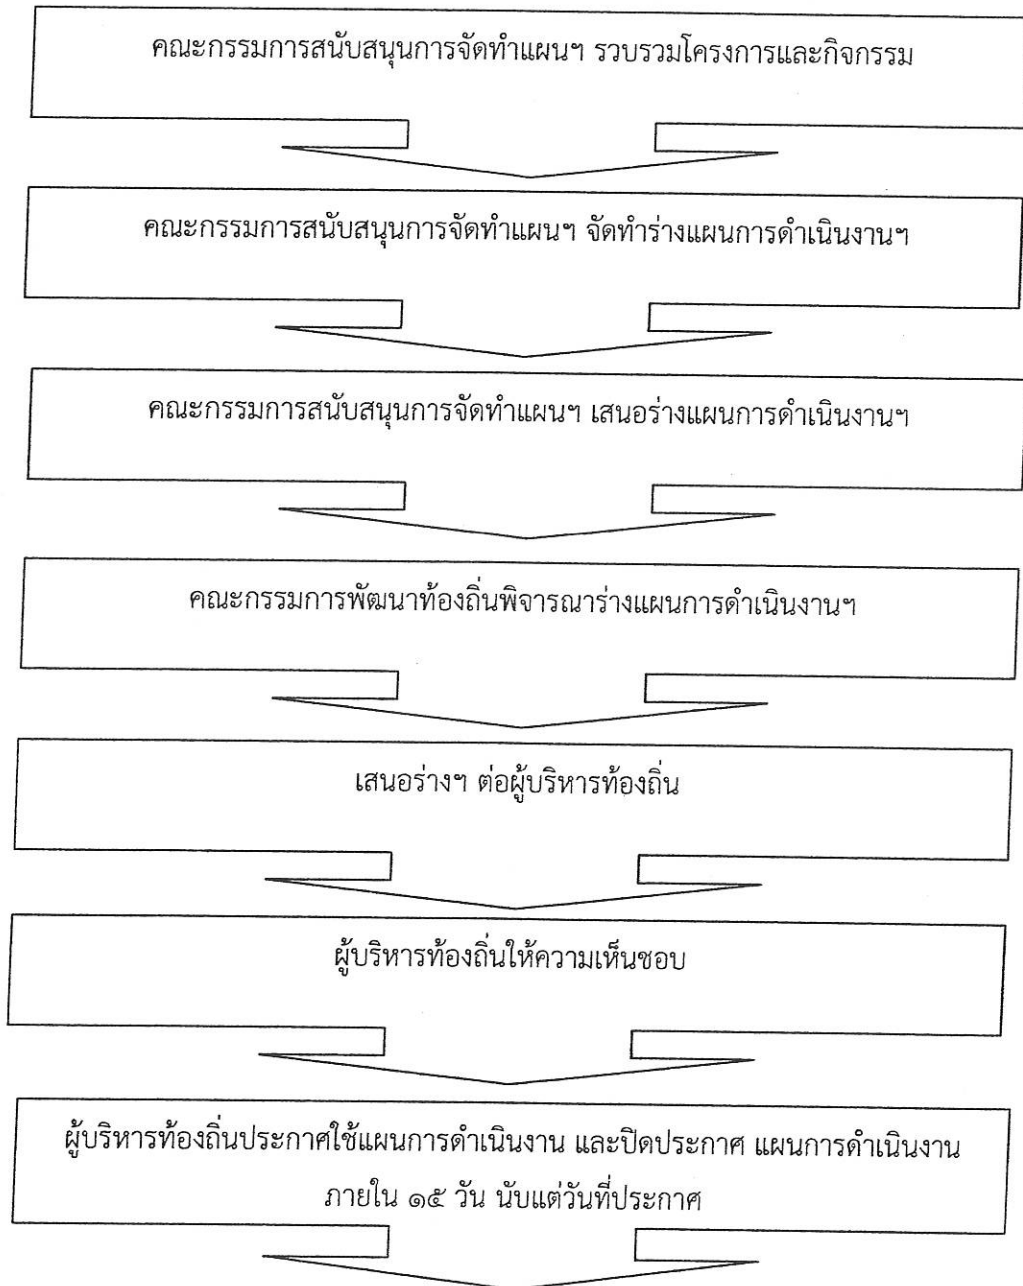 คณะกรรมการสนับสนุนการจัดทำแผนฯ รวบรวมโครงการและกิจกรรม
คณะกรรมการสนับสนุนการจัดทำแผนฯ จัดทำร่างแผนการดำเนินงานฯ
คณะกรรมการสนับสนุนการจัดทำแผนฯ เสนอร่างแผนการดำเนินงานฯ
คณะกรรมการพัฒนาท้องถิ่นพิจารณาร่างแผนการดำเนินงานฯ
เสนอร่างฯ ต่อผู้บริหารท้องถิ่น
ผู้บริหารท้องถิ่นให้ความเห็นชอบ
ผู้บริหารท้องถิ่นประกาศใช้แผนการดำเนินงาน และปิดประกาศ แผนการดำเนินงาน
ภายใน ๑๕ วัน นับแต่วันที่ประกาศ